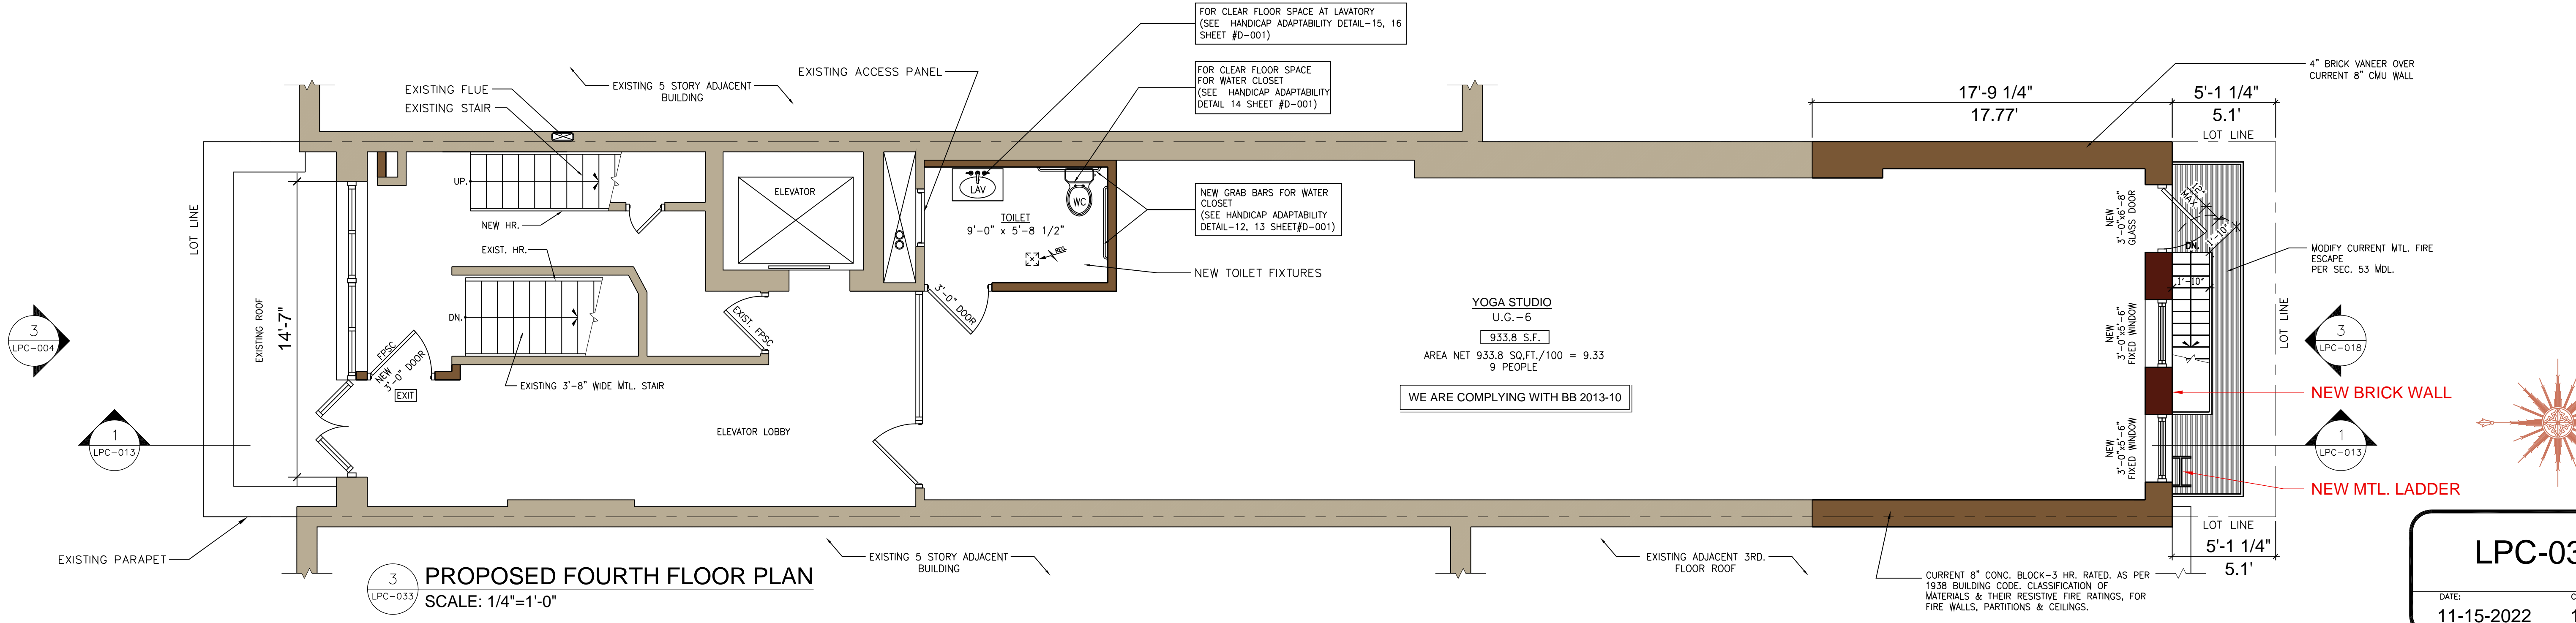 FOR CLEAR FLOOR SPACE AT LAVATORY
(SEE HANDICAP ADAPTABILITY DETAIL-15, 16
SHEET #D-001)
EXISTING ACCESS PANEL
EXISTING 5 STORY ADJACENT
BUILDING
EXISTING FLUE
EXISTING STAIR
FOR CLEAR FLOOR SPACE
FOR WATER CLOSET
(SEE HANDICAP ADAPTABILITY
DETAIL 14 SHEET #D-001)
4" BRICK VANEER OVER
CURRENT 8" CMU WALL
17'-9 1/4"
17.77'
5'-1 1/4"
5.1'
LOT LINE
LOT LINE
UP.
NEW HR.
EXIST. HR.
DN.
ELEVATOR
LAV
WC
TOILET
9'-0" x 5'-8 1/2"
REG.
NEW GRAB BARS FOR WATER
CLOSET
(SEE HANDICAP ADAPTABILITY
DETAIL-12, 13 SHEET#D-001)
NEW TOILET FIXTURES
3'-0" DOOR
EXIST. FPSC
NEW
3'-0"x6'-8"
GLASS DOOR
12"
MAX.
1'-10"
DN.
1'-10"
MODIFY CURRENT MTL. FIRE
ESCAPE
PER SEC. 53 MDL.
LOT LINE
3
LPC-004
EXISTING ROOF
14'-7"
FPSC
NEW
3'-0" DOOR
EXIT
EXISTING 3'-8" WIDE MTL. STAIR
YOGA STUDIO
U.G.-6
933.8 S.F.
AREA NET 933.8 SQ.FT./100 = 9.33
9 PEOPLE
WE ARE COMPLYING WITH BB 2013-10
NEW
3'-0"x5'-6"
FIXED WINDOW
3
LPC-018
NEW BRICK WALL
1
LPC-013
ELEVATOR LOBBY
NEW
3'-0"x5'-6"
FIXED WINDOW
1
LPC-013
NEW MTL. LADDER
LOT LINE
5'-1 1/4"
5.1'
EXISTING PARAPET
3
LPC-033
PROPOSED FOURTH FLOOR PLAN
SCALE: 1/4"=1'-0"
EXISTING 5 STORY ADJACENT
BUILDING
EXISTING ADJACENT 3RD.
FLOOR ROOF
CURRENT 8" CONC. BLOCK-3 HR. RATED. AS PER
1938 BUILDING CODE. CLASSIFICATION OF
MATERIALS & THEIR RESISTIVE FIRE RATINGS, FOR
FIRE WALLS, PARTITIONS & CEILINGS.
LPC-03
DATE:
11-15-2022